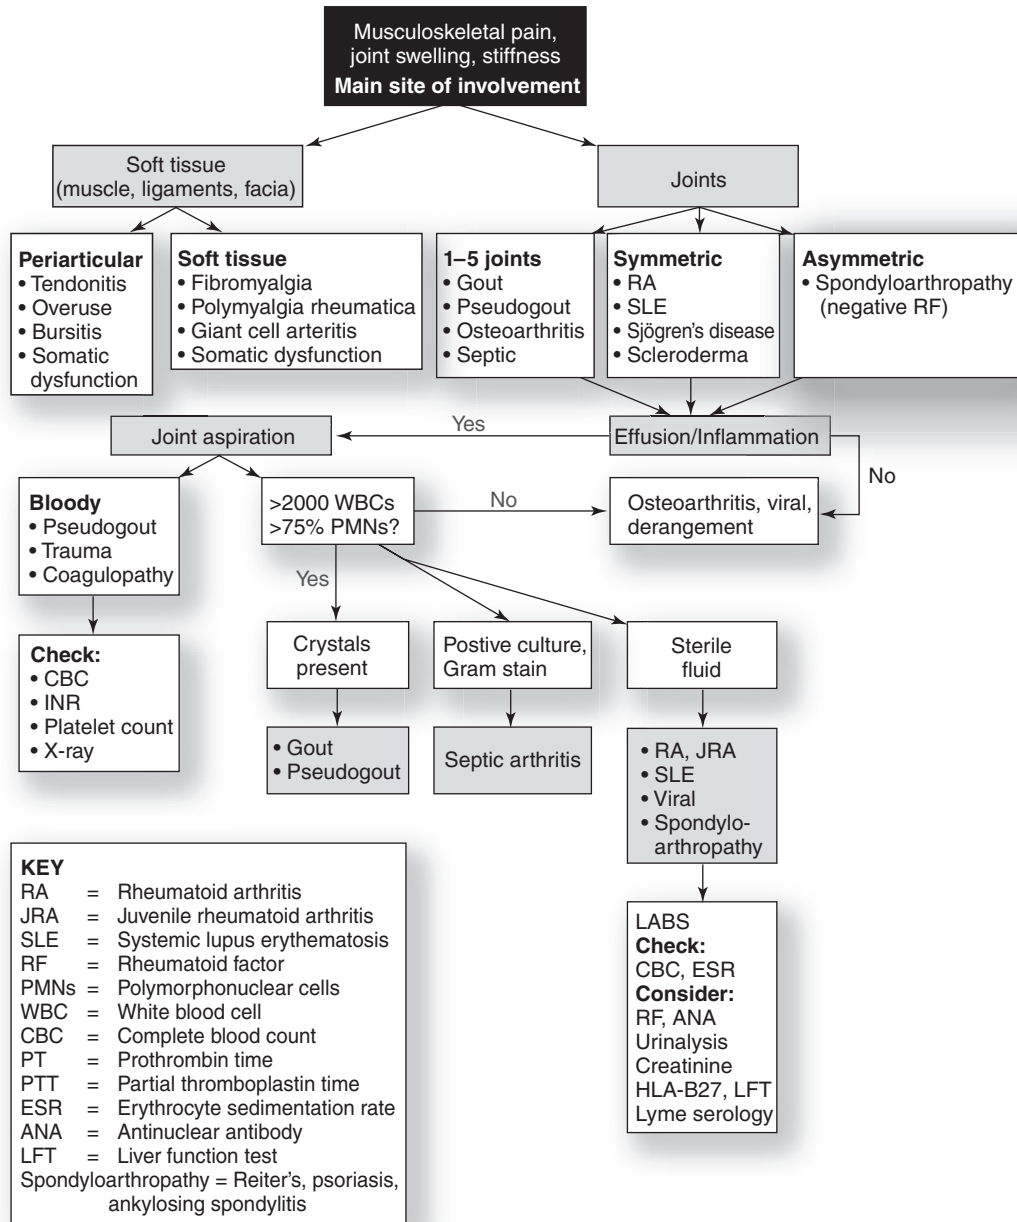 Musculoskeletal pain,
joint swelling, stiffness
Main site of involvement
Soft tissue
(muscle, ligaments, facia)
Joints
Periarticular
• Tendonitis
• Overuse
• Bursitis
• Somatic
dysfunction
Soft tissue
• Fibromyalgia
• Polymyalgia rheumatica
• Giant cell arteritis
• Somatic dysfunction
1–5 joints
• Gout
• Pseudogout
• Osteoarthritis
• Septic
Symmetric
• RA
• SLE
• Sjögren's disease
• Scleroderma
Asymmetric
• Spondyloarthropathy
(negative RF)
Joint aspiration
Yes
Effusion/Inflammation
No
Bloody
• Pseudogout
• Trauma
• Coagulopathy
>2000 WBCs
>75% PMNs?
No
Osteoarthritis, viral,
derangement
Yes
Check:
• CBC
• INR
• Platelet count
• X-ray
Crystals
present
Postive culture,
Gram stain
Sterile
fluid
• Gout
• Pseudogout
Septic arthritis
• RA, JRA
• SLE
• Viral
• Spondylo-
arthropathy
LABS
Check:
CBC, ESR
Consider:
RF, ANA
Urinalysis
Creatinine
HLA-B27, LFT
Lyme serology
KEY
RA = Rheumatoid arthritis
JRA = Juvenile rheumatoid arthritis
SLE = Systemic lupus erythematosis
RF = Rheumatoid factor
PMNs = Polymorphonuclear cells
WBC = White blood cell
CBC = Complete blood count
PT = Prothrombin time
PTT = Partial thromboplastin time
ESR = Erythrocyte sedimentation rate
ANA = Antinuclear antibody
LFT = Liver function test
Spondyloarthropathy = Reiter's, psoriasis,
ankylosing spondylitis